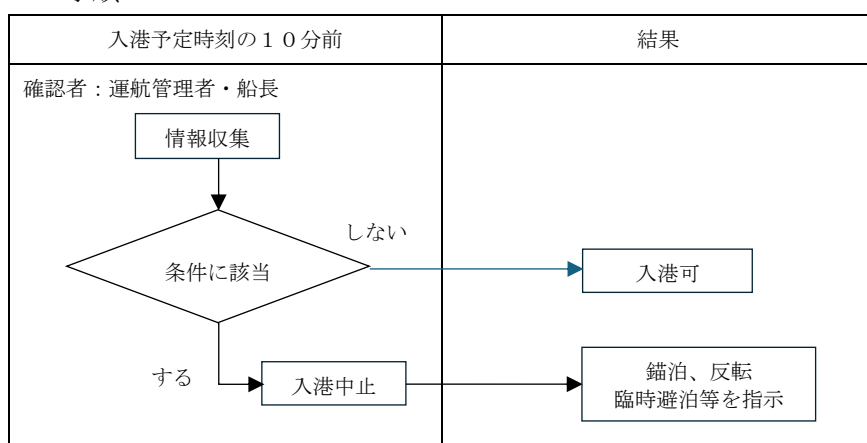 入港予定時刻の１０分前
結果
確認者：運航管理者・船長
情報収集
しない
条件に該当
入港可
する
入港中止
錨泊、反転
臨時避泊等を指示